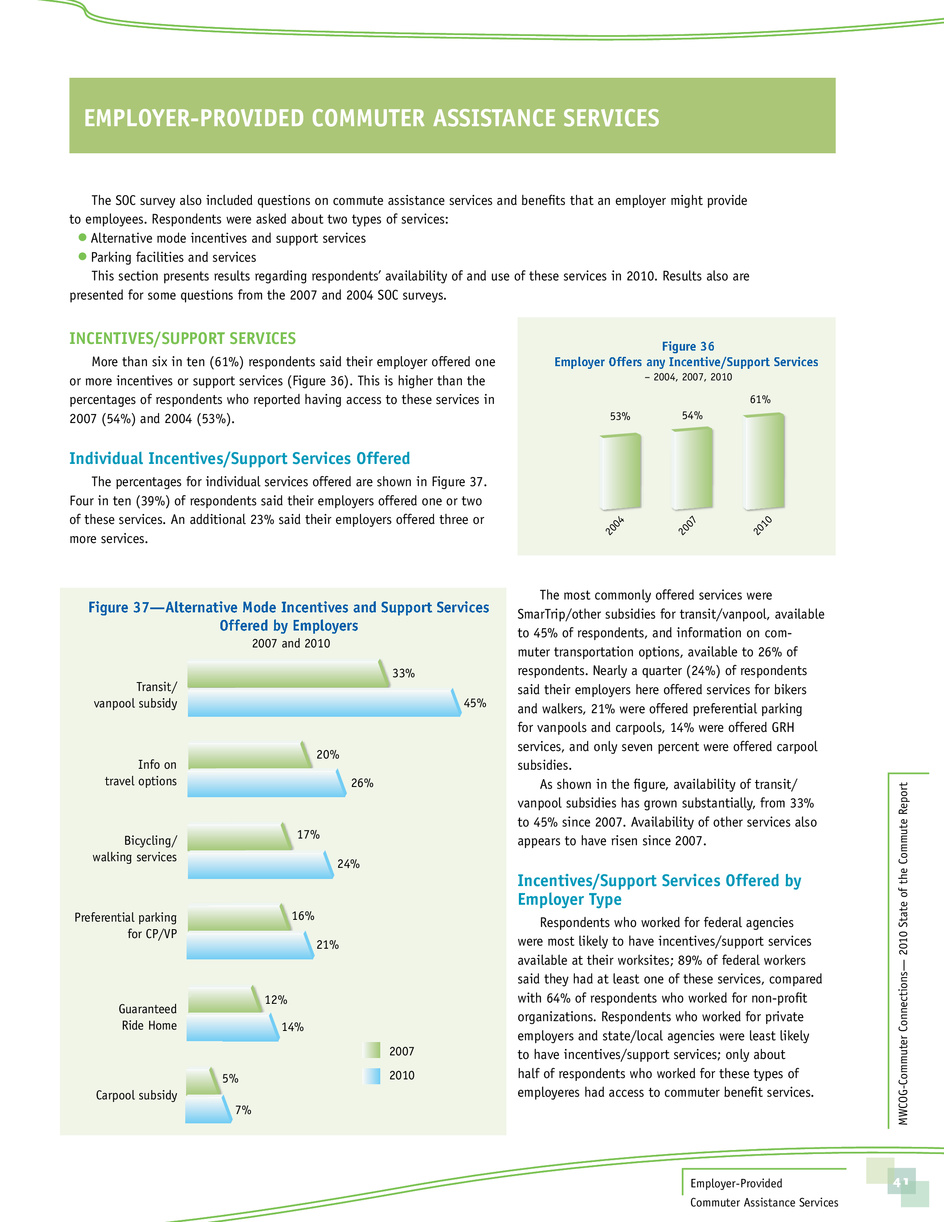 EMPLOYER-PROVIDED COMMUTER ASSISTANCE SERVICES
The SOC survey also included questions on commute assistance services and benefits that an employer might provide
to employees. Respondents were asked about two types of services:
● Alternative mode incentives and support services
● Parking facilities and services
This section presents results regarding respondents' availability of and use of these services in 2010. Results also are
presented for some questions from the 2007 and 2004 SOC surveys.
INCENTIVES/SUPPORT SERVICES
More than six in ten (61%) respondents said their employer offered one
or more incentives or support services (Figure 36). This is higher than the
percentages of respondents who reported having access to these services in
2007 (54%) and 2004 (53%).
Individual Incentives/Support Services Offered
The percentages for individual services offered are shown in Figure 37.
Four in ten (39%) of respondents said their employers offered one or two
of these services. An additional 23% said their employers offered three or
more services.
Figure 36
Employer Offers any Incentive/Support Services
– 2004, 2007, 2010
53%
54%
61%
2004
2007
2010
Figure 37—Alternative Mode Incentives and Support Services
Offered by Employers
2007 and 2010
Transit/
vanpool subsidy
33%
45%
Info on
travel options
20%
26%
Bicycling/
walking services
17%
24%
Preferential parking
for CP/VP
16%
21%
Guaranteed
Ride Home
12%
14%
Carpool subsidy
5%
7%
2007
2010
The most commonly offered services were
SmarTrip/other subsidies for transit/vanpool, available
to 45% of respondents, and information on com-
muter transportation options, available to 26% of
respondents. Nearly a quarter (24%) of respondents
said their employers here offered services for bikers
and walkers, 21% were offered preferential parking
for vanpools and carpools, 14% were offered GRH
services, and only seven percent were offered carpool
subsidies.
As shown in the figure, availability of transit/
vanpool subsidies has grown substantially, from 33%
to 45% since 2007. Availability of other services also
appears to have risen since 2007.
Incentives/Support Services Offered by
Employer Type
Respondents who worked for federal agencies
were most likely to have incentives/support services
available at their worksites; 89% of federal workers
said they had at least one of these services, compared
with 64% of respondents who worked for non-profit
organizations. Respondents who worked for private
employers and state/local agencies were least likely
to have incentives/support services; only about
half of respondents who worked for these types of
employeres had access to commuter benefit services.
MWCOG-Commuter Connections— 2010 State of the Commute Report
Employer-Provided
Commuter Assistance Services
41